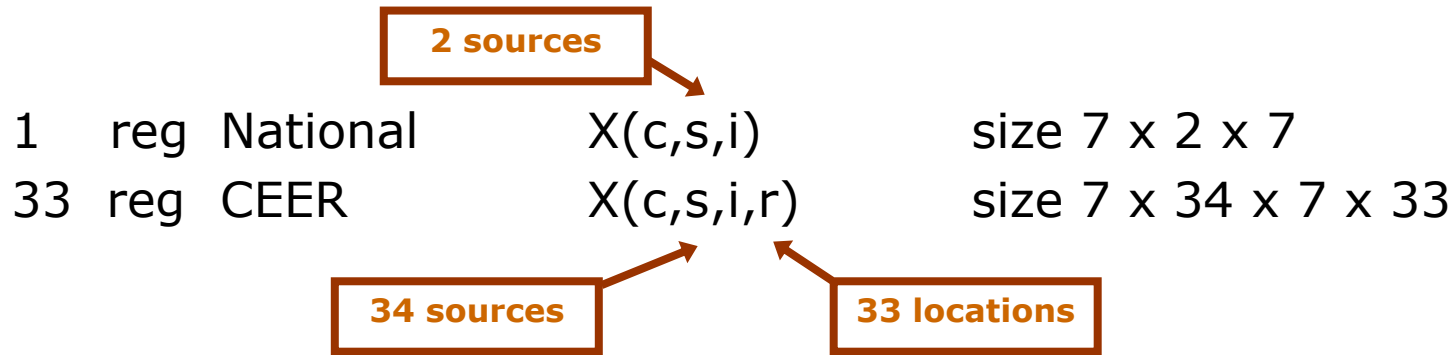 2 sources
1 reg National X(c,s,i) size 7 x 2 x 7
33 reg CEER X(c,s,i,r) size 7 x 34 x 7 x 33
34 sources 33 locations